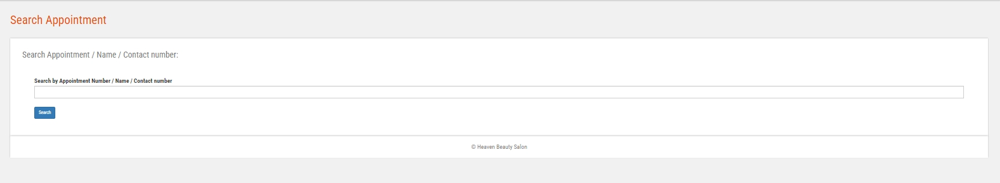 Search Appointment
Search Appointment / Name / Contact number:
Search by Appointment Number / Name / Contact number
Search
© Heaven Beauty Salon